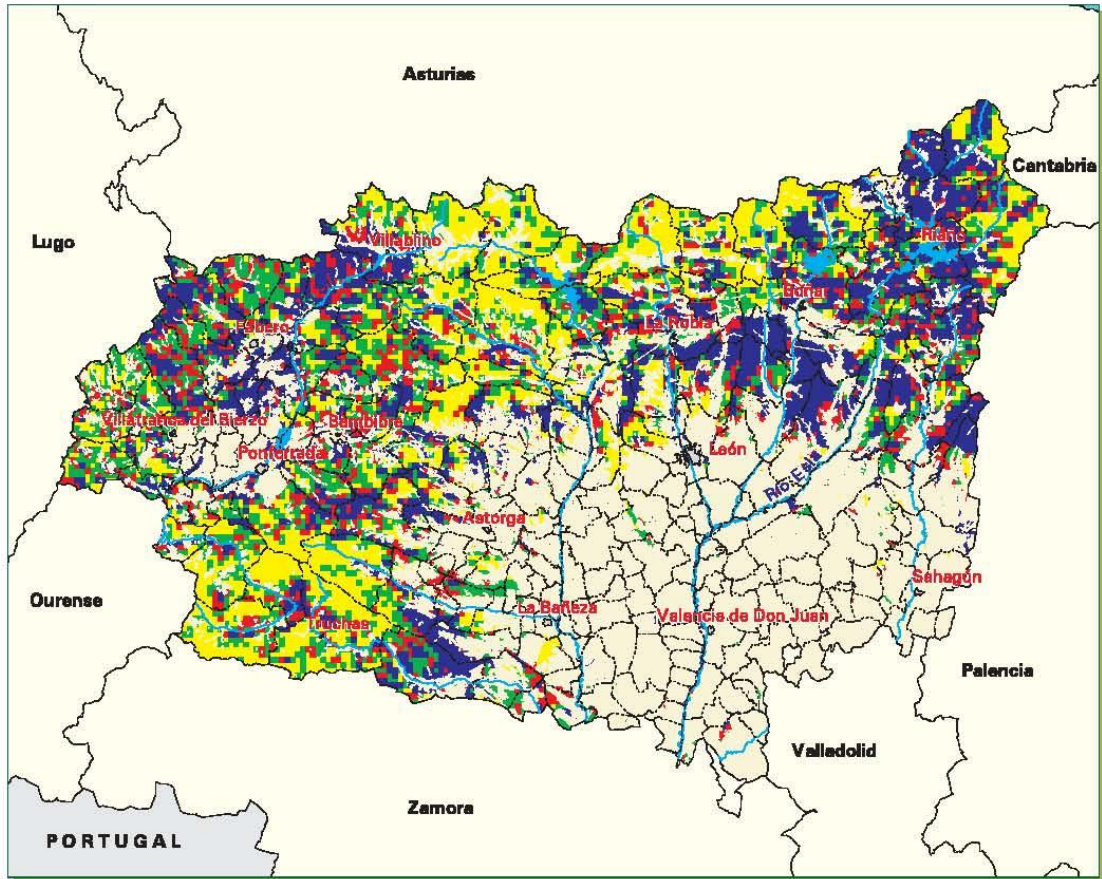 Asturias
Cantabria
Lugo
Villablino
Riaño
Boñar
Fabero
La Robla
Villafranca del Bierzo
Bembibre
Ponferrada
León
Río Esla
Astorga
Sahagún
Ourense
La Bañeza
Valencia de Don Juan
Truchas
Palencia
Valladolid
Zamora
PORTUGAL